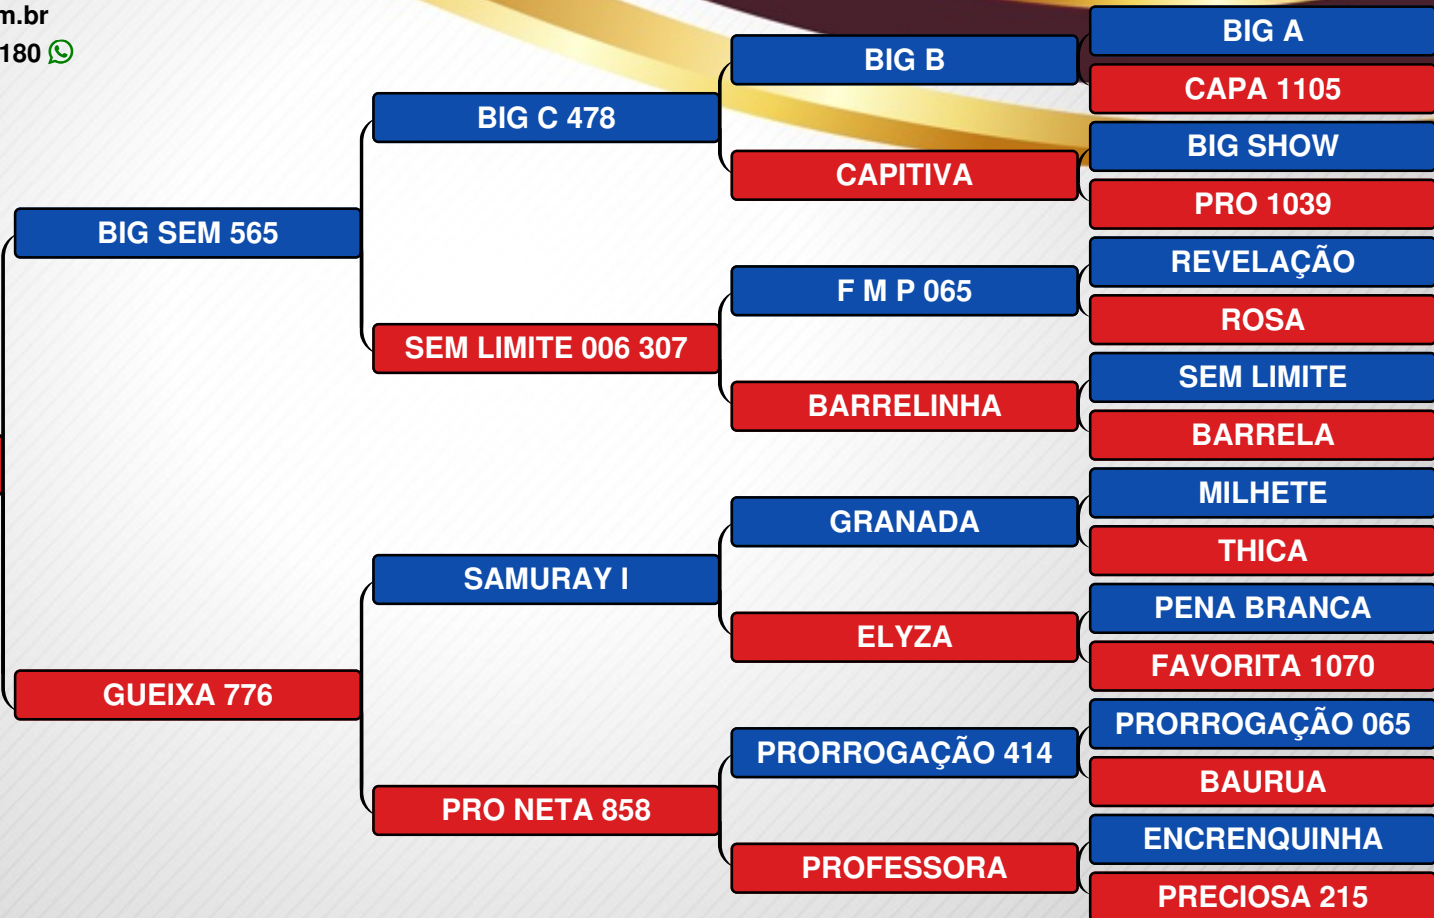 m.br
180
BIG SEM 565
GUEIXA 776
BIG C 478
SEM LIMITE 006 307
SAMURAY I
PRO NETA 858
BIG B
CAPITIVA
F M P 065
BARRELINHA
GRANADA
ELYZA
PRORROGAÇÃO 414
PROFESSORA
BIG A
CAPA 1105
BIG SHOW
PRO 1039
REVELAÇÃO
ROSA
SEM LIMITE
BARRELA
MILHETE
THICA
PENA BRANCA
FAVORITA 1070
PRORROGAÇÃO 065
BAURUA
ENCRENQUINHA
PRECIOSA 215